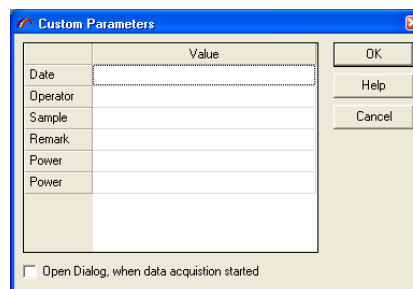 Custom Parameters
Value
OK
Date
Help
Operator
Sample
Cancel
Remark
Power
Power
Open Dialog, when data acquistion started